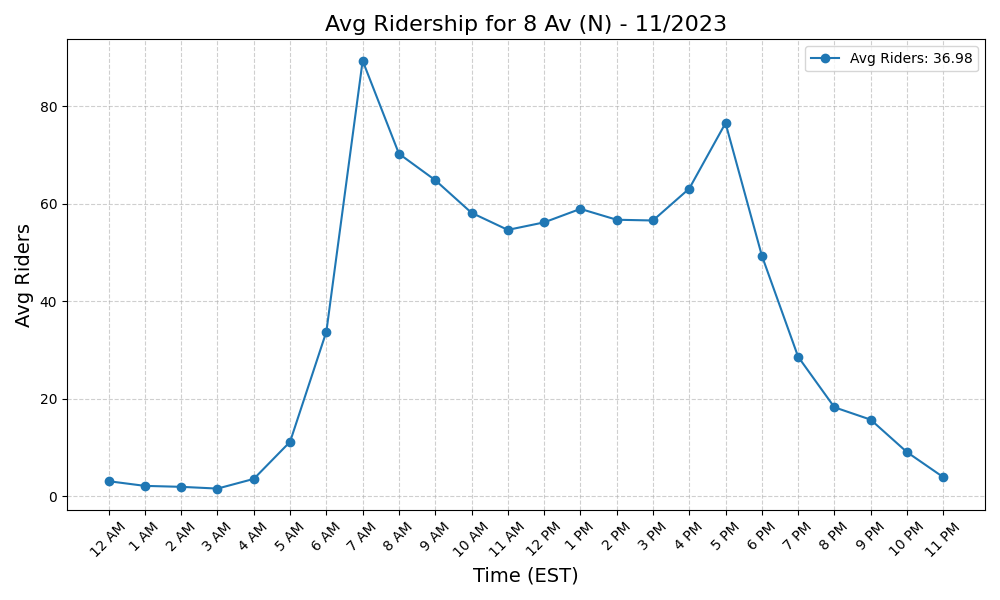 Avg Ridership for 8 Av (N) - 11/2023
Avg Riders: 36.98
Avg Riders
80
60
40
20
0
12 AM
1 AM
2 AM
3 AM
4 AM
5 AM
6 AM
7 AM
8 AM
9 AM
10 AM
11 AM
12 PM
1 PM
2 PM
3 PM
4 PM
5 PM
6 PM
7 PM
8 PM
9 PM
10 PM
11 PM
Time (EST)